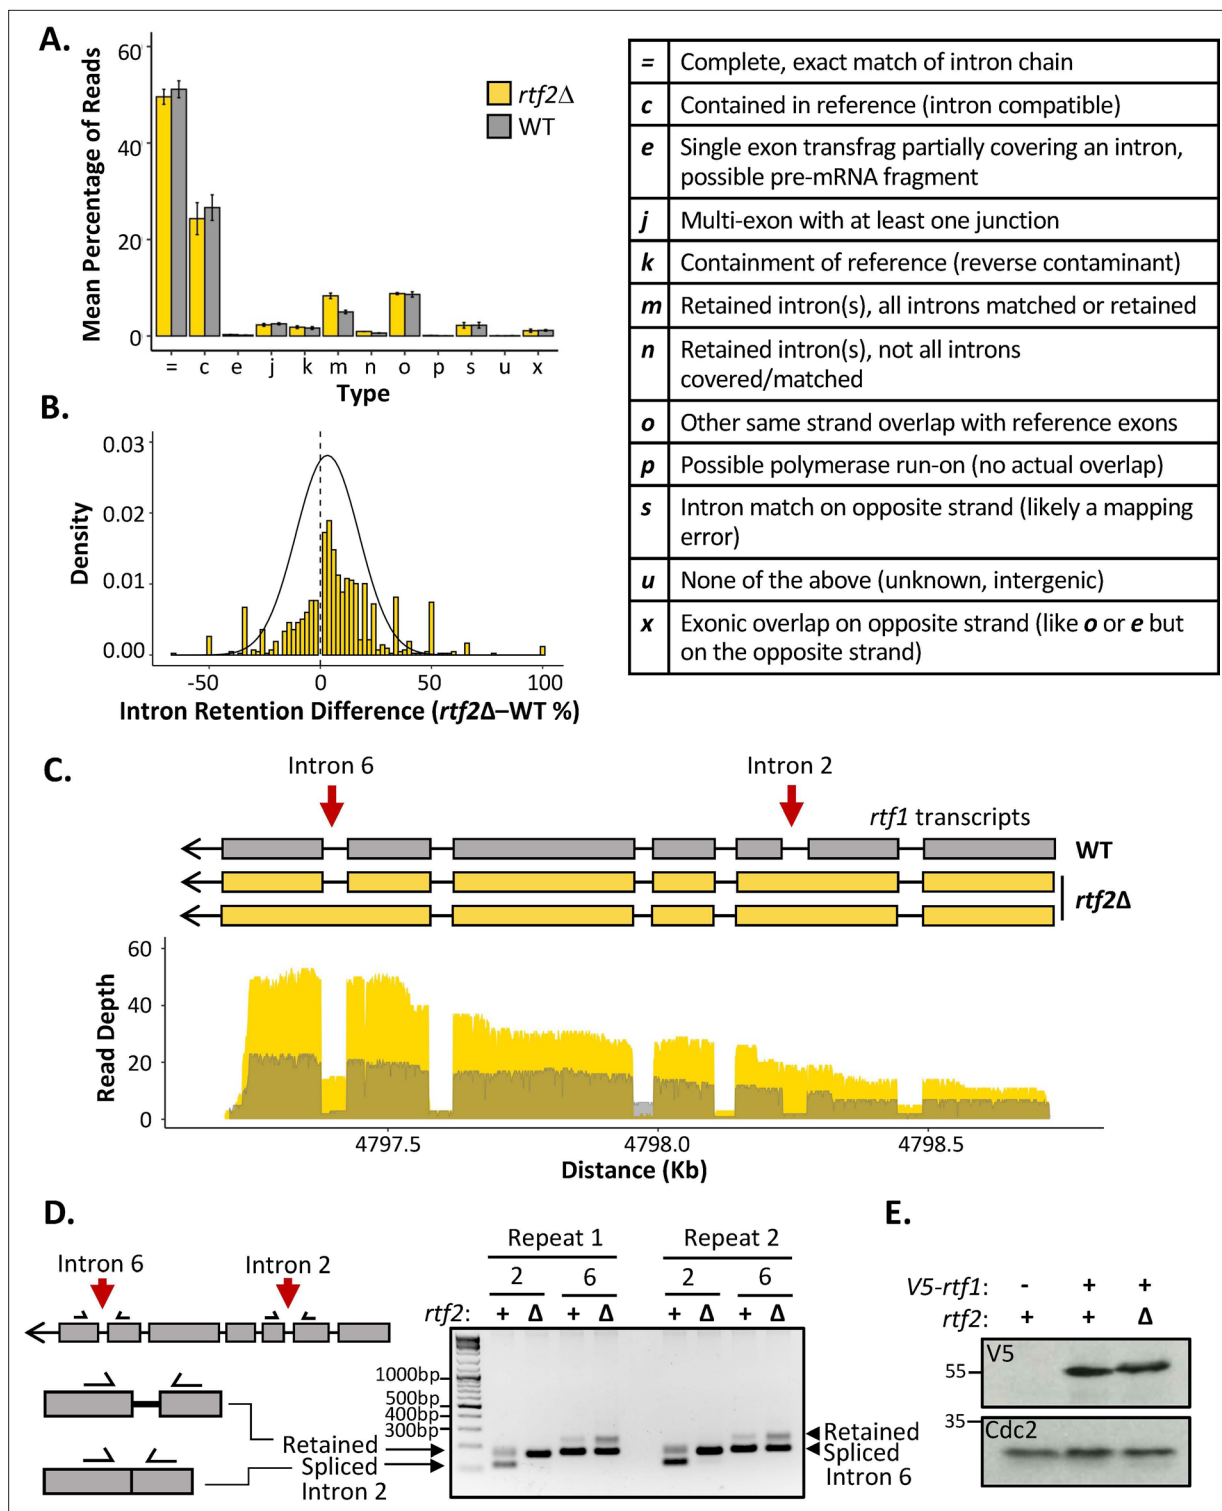 A.
Mean Percentage of Reads
60
40
20
0
rtf2Δ
WT
= c e j k m n o p s u x
Type
= Complete, exact match of intron chain
c Contained in reference (intron compatible)
e Single exon transfrag partially covering an intron,
possible pre-mRNA fragment
j Multi-exon with at least one junction
k Containment of reference (reverse contaminant)
m Retained intron(s), all introns matched or retained
n Retained intron(s), not all introns
covered/matched
o Other same strand overlap with reference exons
p Possible polymerase run-on (no actual overlap)
s Intron match on opposite strand (likely a mapping
error)
u None of the above (unknown, intergenic)
x Exonic overlap on opposite strand (like o or e but
on the opposite strand)
B.
Density
0.03
0.02
0.01
0.00
-50 0 50 100
Intron Retention Difference (rtf2Δ–WT %)
C.
Intron 6 Intron 2
rtf1 transcripts
WT
rtf2Δ
Read Depth
60
40
20
0
4797.5 4798.0 4798.5
Distance (Kb)
D.
Intron 6 Intron 2
Retained
Spliced
Intron 2
Repeat 1 Repeat 2
2 6 2 6
rtf2: + Δ + Δ + Δ + Δ
1000bp
500bp
400bp
300bp
Retained
Spliced
Intron 6
E.
V5-rtf1: - + +
rtf2: + + Δ
V5
55
35
Cdc2